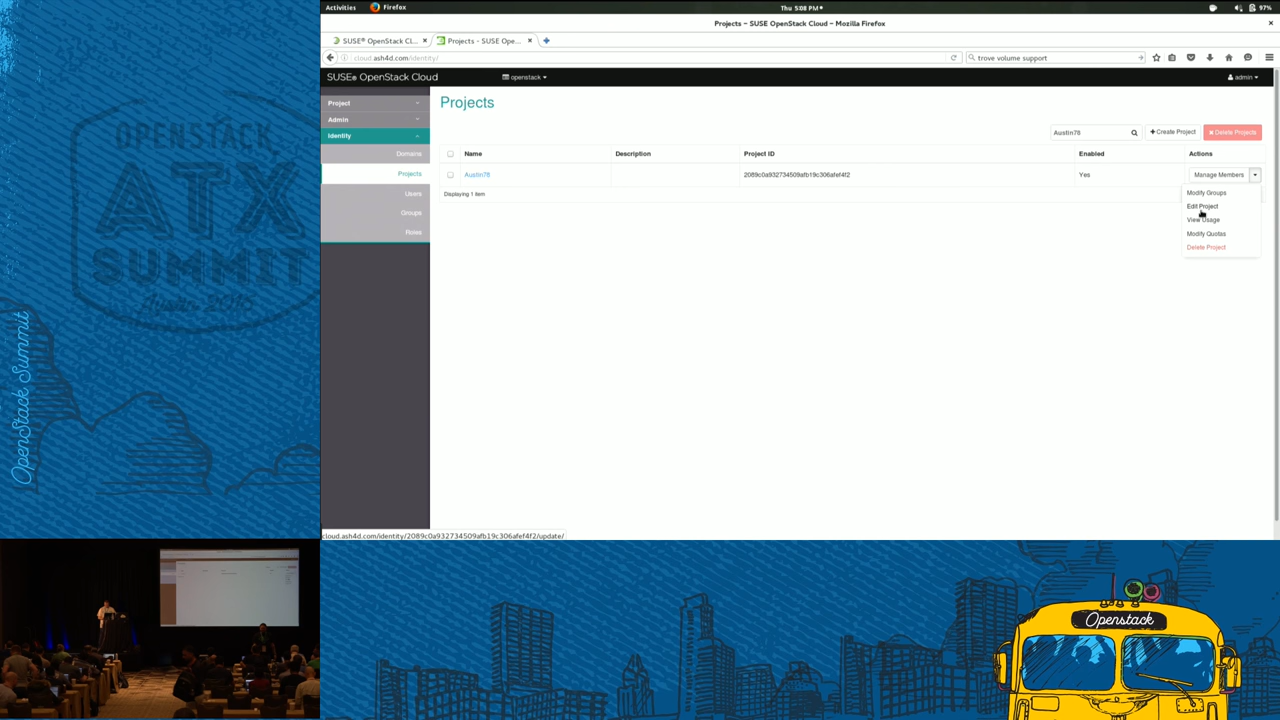 Activities Firefox Thu 5:08 PM 97%
Projects – SUSE OpenStack Cloud – Mozilla Firefox
SUSE® OpenStack Cl... Projects - SUSE Ope...
cloud.ash4d.com/identity/ trove volume support
SUSE® OpenStack Cloud openstack admin
Project
Admin
Identity
Domains
Projects
Users
Groups
Roles
Projects
Austin78 Create Project Delete Projects
Name Description Project ID Enabled Actions
Austin78 2089c0a932734509afb19c306afef4f2 Yes Manage Members
Displaying 1 item
Modify Groups
Edit Project
View Usage
Modify Quotas
Delete Project
cloud.ash4d.com/identity/2089c0a932734509afb19c306afef4f2/update/
OPENSTACK
ATX
SUMMIT
Austin 2016
OpenStack Summit
Openstack